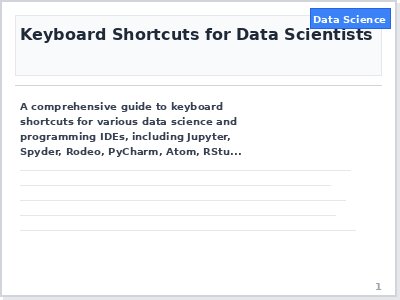 Data Science
Keyboard Shortcuts for Data Scientists
A comprehensive guide to keyboard
shortcuts for various data science and
programming IDEs, including Jupyter,
Spyder, Rodeo, PyCharm, Atom, RStu...
1